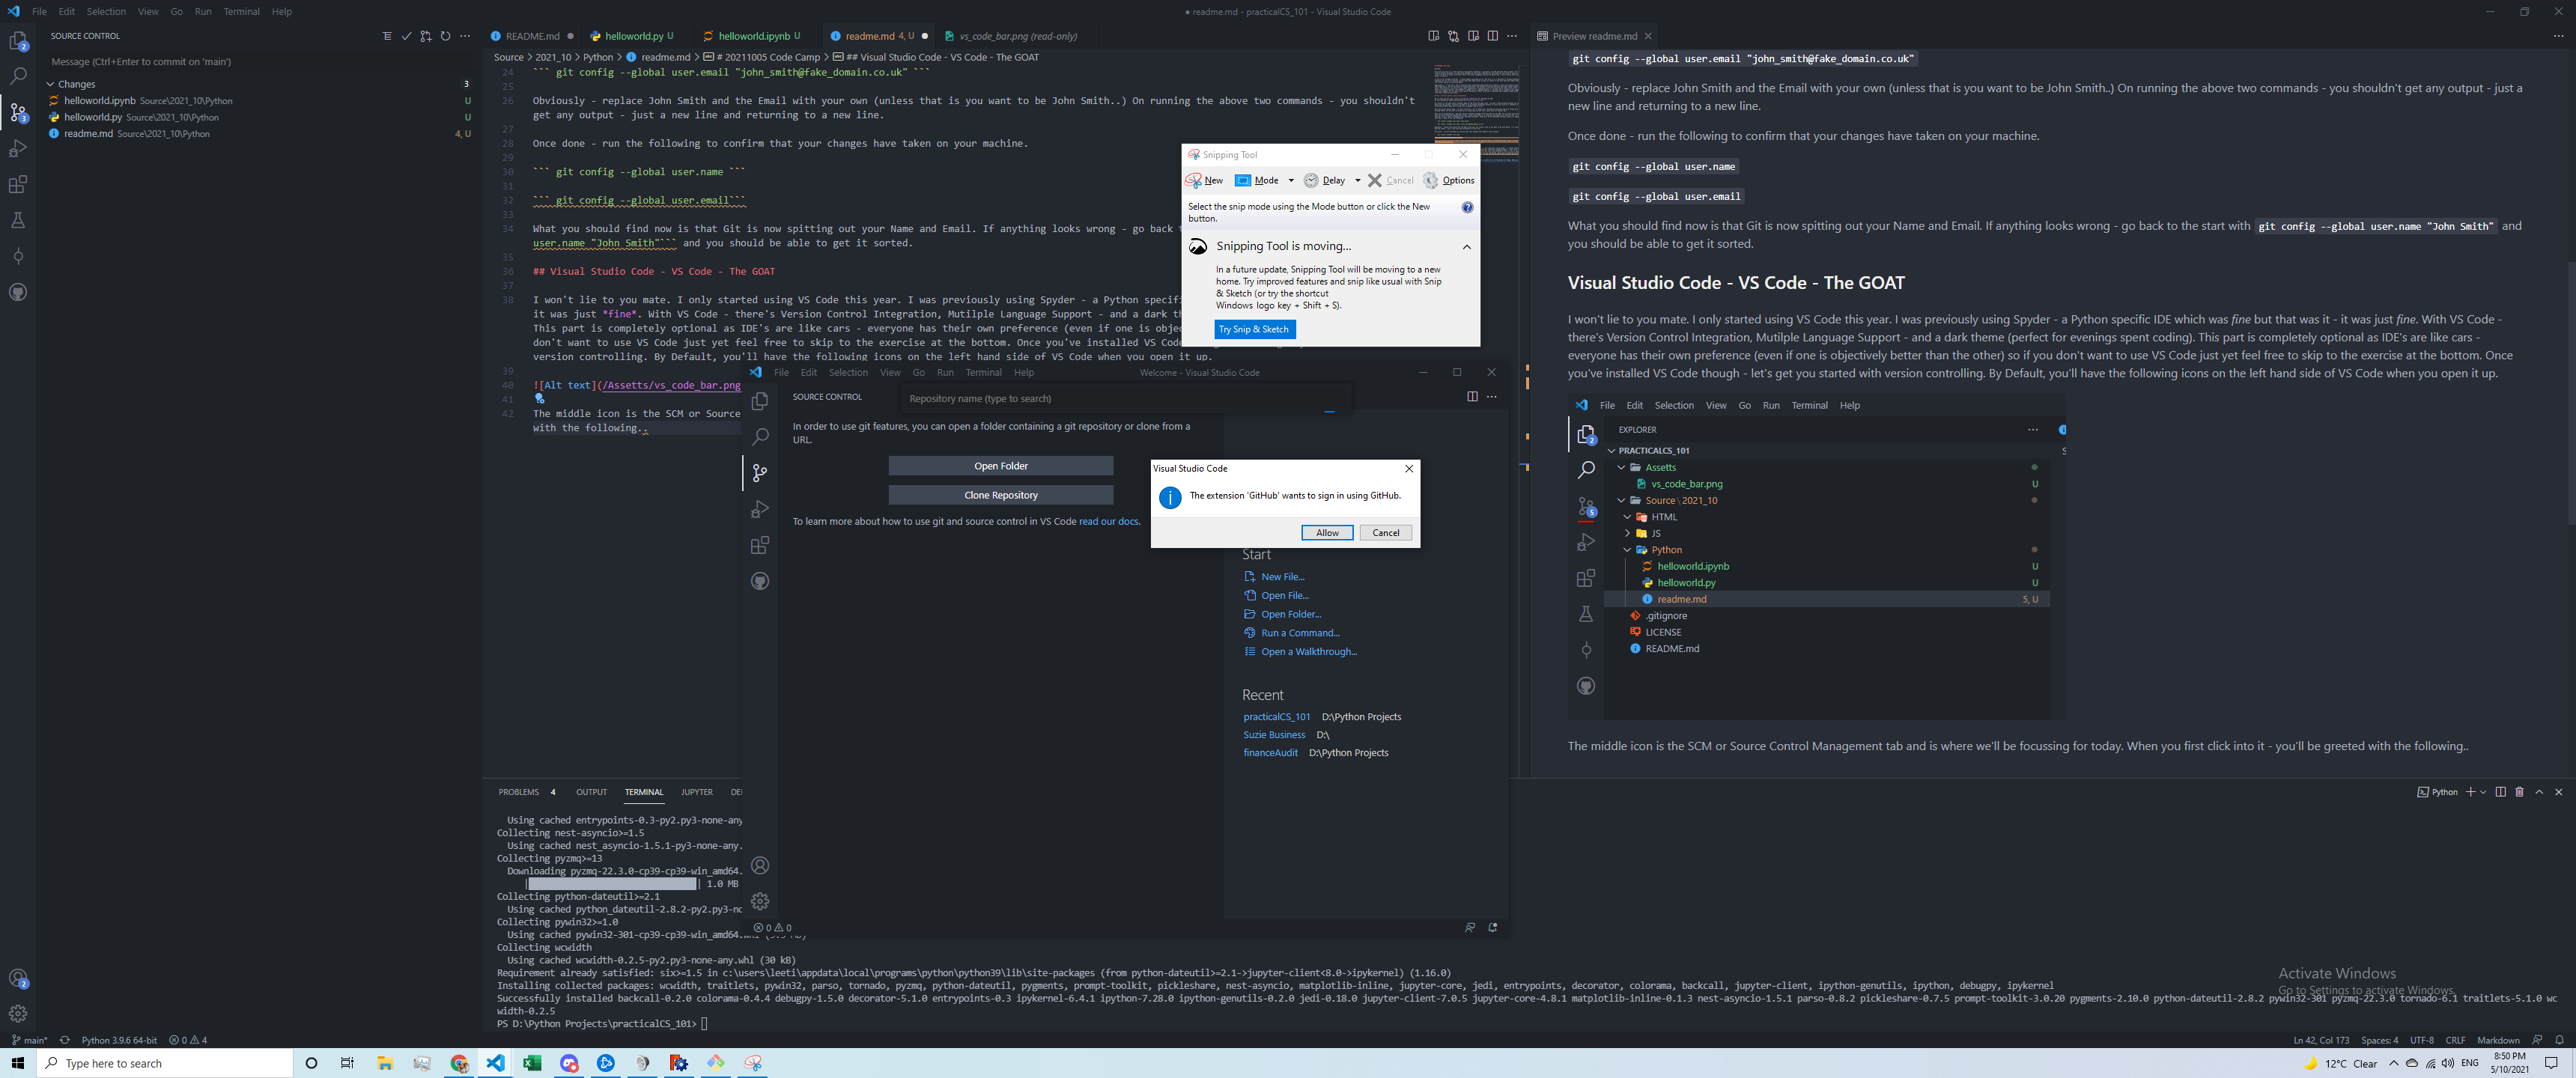 File Edit Selection View Go Run Terminal Help
● readme.md - practicalCS_101 - Visual Studio Code
SOURCE CONTROL
Message (Ctrl+Enter to commit on 'main')
Changes 3
helloworld.ipynb Source\2021_10\Python U
helloworld.py Source\2021_10\Python U
readme.md Source\2021_10\Python 4, U
README.md
helloworld.py U
helloworld.ipynb U
readme.md 4, U
vs_code_bar.png (read-only)
Source > 2021_10 > Python > readme.md > # 20211005 Code Camp > ## Visual Studio Code - VS Code - The GOAT
24 ``` git config --global user.email "john_smith@fake_domain.co.uk" ```
25
26 Obviously - replace John Smith and the Email with your own (unless that is you want to be John Smith..) On running the above two commands - you shouldn't
get any output - just a new line and returning to a new line.
27
28 Once done - run the following to confirm that your changes have taken on your machine.
29
30 ``` git config --global user.name ```
31
32 ``` git config --global user.email```
33
34 What you should find now is that Git is now spitting out your Name and Email. If anything looks wrong - go back
user.name "John Smith"``` and you should be able to get it sorted.
35
36 ## Visual Studio Code - VS Code - The GOAT
37
38 I won't lie to you mate. I only started using VS Code this year. I was previously using Spyder - a Python specifi
it was just *fine*. With VS Code - there's Version Control Integration, Mutilple Language Support - and a dark th
This part is completely optional as IDE's are like cars - everyone has their own preference (even if one is objec
don't want to use VS Code just yet feel free to skip to the exercise at the bottom. Once you've installed VS Code
version controlling. By Default, you'll have the following icons on the left hand side of VS Code when you open it up.
39
40 ![Alt text](/Assetts/vs_code_bar.png
41
42 The middle icon is the SCM or Source
with the following..
Snipping Tool
New Mode Delay Cancel Options
Select the snip mode using the Mode button or click the New
button.
Snipping Tool is moving...
In a future update, Snipping Tool will be moving to a new
home. Try improved features and snip like usual with Snip
& Sketch (or try the shortcut
Windows logo key + Shift + S).
Try Snip & Sketch
File Edit Selection View Go Run Terminal Help
Welcome - Visual Studio Code
SOURCE CONTROL
Repository name (type to search)
In order to use git features, you can open a folder containing a git repository or clone from a
URL.
Open Folder
Clone Repository
To learn more about how to use git and source control in VS Code read our docs.
Visual Studio Code
The extension 'GitHub' wants to sign in using GitHub.
Allow Cancel
Start
New File...
Open File...
Open Folder...
Run a Command...
Open a Walkthrough...
Recent
practicalCS_101 D:\Python Projects
Suzie Business D:\
financeAudit D:\Python Projects
0 0
Preview readme.md
git config --global user.email "john_smith@fake_domain.co.uk"
Obviously - replace John Smith and the Email with your own (unless that is you want to be John Smith..) On running the above two commands - you shouldn't get any output - just a
new line and returning to a new line.
Once done - run the following to confirm that your changes have taken on your machine.
git config --global user.name
git config --global user.email
What you should find now is that Git is now spitting out your Name and Email. If anything looks wrong - go back to the start with git config --global user.name "John Smith" and
you should be able to get it sorted.
Visual Studio Code - VS Code - The GOAT
I won't lie to you mate. I only started using VS Code this year. I was previously using Spyder - a Python specific IDE which was fine but that was it - it was just fine. With VS Code -
there's Version Control Integration, Mutilple Language Support - and a dark theme (perfect for evenings spent coding). This part is completely optional as IDE's are like cars -
everyone has their own preference (even if one is objectively better than the other) so if you don't want to use VS Code just yet feel free to skip to the exercise at the bottom. Once
you've installed VS Code though - let's get you started with version controlling. By Default, you'll have the following icons on the left hand side of VS Code when you open it up.
File Edit Selection View Go Run Terminal Help
EXPLORER
PRACTICALCS_101
Assetts
vs_code_bar.png U
Source \ 2021_10
HTML
JS
Python
helloworld.ipynb U
helloworld.py U
readme.md 5, U
.gitignore
LICENSE
README.md
The middle icon is the SCM or Source Control Management tab and is where we'll be focussing for today. When you first click into it - you'll be greeted with the following..
PROBLEMS 4 OUTPUT TERMINAL JUPYTER DE
Python
Using cached entrypoints-0.3-py2.py3-none-any
Collecting nest-asyncio>=1.5
Using cached nest_asyncio-1.5.1-py3-none-any.
Collecting pyzmq>=13
Downloading pyzmq-22.3.0-cp39-cp39-win_amd64.
| | 1.0 MB
Collecting python-dateutil>=2.1
Using cached python_dateutil-2.8.2-py2.py3-no
Collecting pywin32>=1.0
Using cached pywin32-301-cp39-cp39-win_amd64.
Collecting wcwidth
Using cached wcwidth-0.2.5-py2.py3-none-any.whl (30 kB)
Requirement already satisfied: six>=1.5 in c:\users\leeti\appdata\local\programs\python\python39\lib\site-packages (from python-dateutil>=2.1->jupyter-client<8.0->ipykernel) (1.16.0)
Installing collected packages: wcwidth, traitlets, pywin32, parso, tornado, pyzmq, python-dateutil, pygments, prompt-toolkit, pickleshare, nest-asyncio, matplotlib-inline, jupyter-core, jedi, entrypoints, decorator, colorama, backcall, jupyter-client, ipython-genutils, ipython, debugpy, ipykernel
Successfully installed backcall-0.2.0 colorama-0.4.4 debugpy-1.5.0 decorator-5.1.0 entrypoints-0.3 ipykernel-6.4.1 ipython-7.28.0 ipython-genutils-0.2.0 jedi-0.18.0 jupyter-client-7.0.5 jupyter-core-4.8.1 matplotlib-inline-0.1.3 nest-asyncio-1.5.1 parso-0.8.2 pickleshare-0.7.5 prompt-toolkit-3.0.20 pygments-2.10.0 python-dateutil-2.8.2 pywin32-301 pyzmq-22.3.0 tornado-6.1 traitlets-5.1.0 wc
width-0.2.5
PS D:\Python Projects\practicalCS_101>
Activate Windows
Go to Settings to activate Windows.
main* Python 3.9.6 64-bit 0 4
Ln 42, Col 173 Spaces: 4 UTF-8 CRLF Markdown
Type here to search
12°C Clear ENG 8:50 PM
5/10/2021